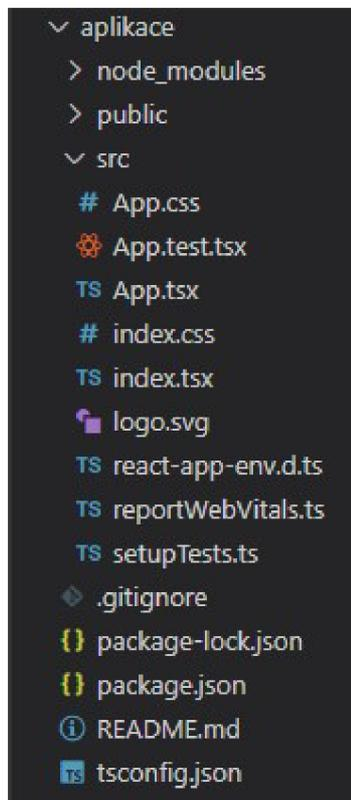 aplikace
node_modules
public
src
# App.css
App.test.tsx
TS App.tsx
# index.css
TS index.tsx
logo.svg
TS react-app-env.d.ts
TS reportWebVitals.ts
TS setupTests.ts
.gitignore
{} package-lock.json
{} package.json
README.md
TS tsconfig.json